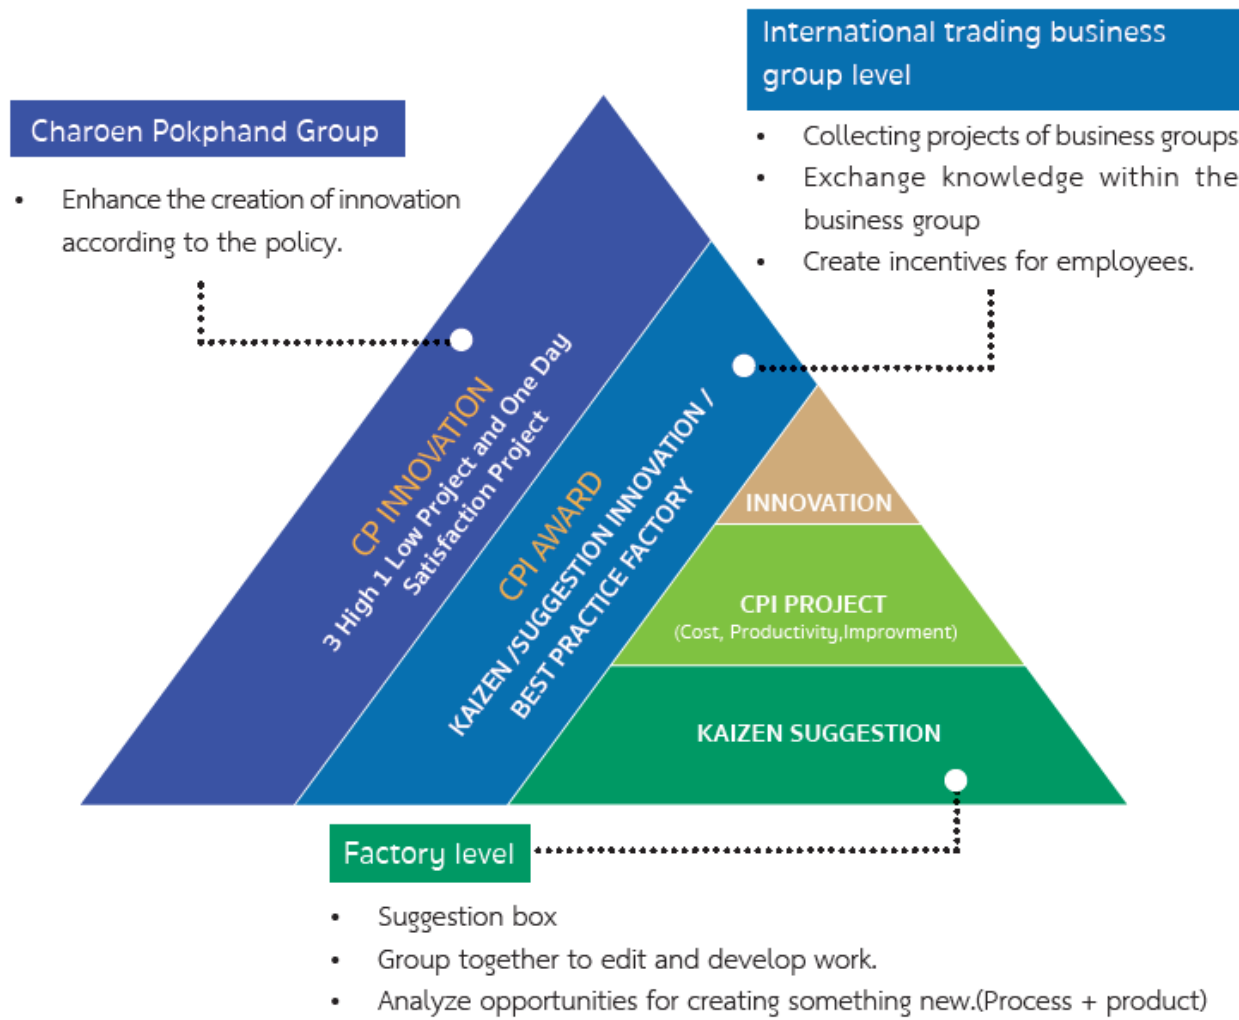 International trading business
group level
• Collecting projects of business groups
• Exchange knowledge within the
business group
• Create incentives for employees.
Charoen Pokphand Group
• Enhance the creation of innovation
according to the policy.
CP INNOVATION
3 High 1 Low Project and One Day
Satisfaction Project
CPI AWARD
KAIZEN /SUGGESTION INNOVATION /
BEST PRACTICE FACTORY
INNOVATION
CPI PROJECT
(Cost, Productivity,Improvment)
KAIZEN SUGGESTION
Factory level
• Suggestion box
• Group together to edit and develop work.
• Analyze opportunities for creating something new.(Process + product)